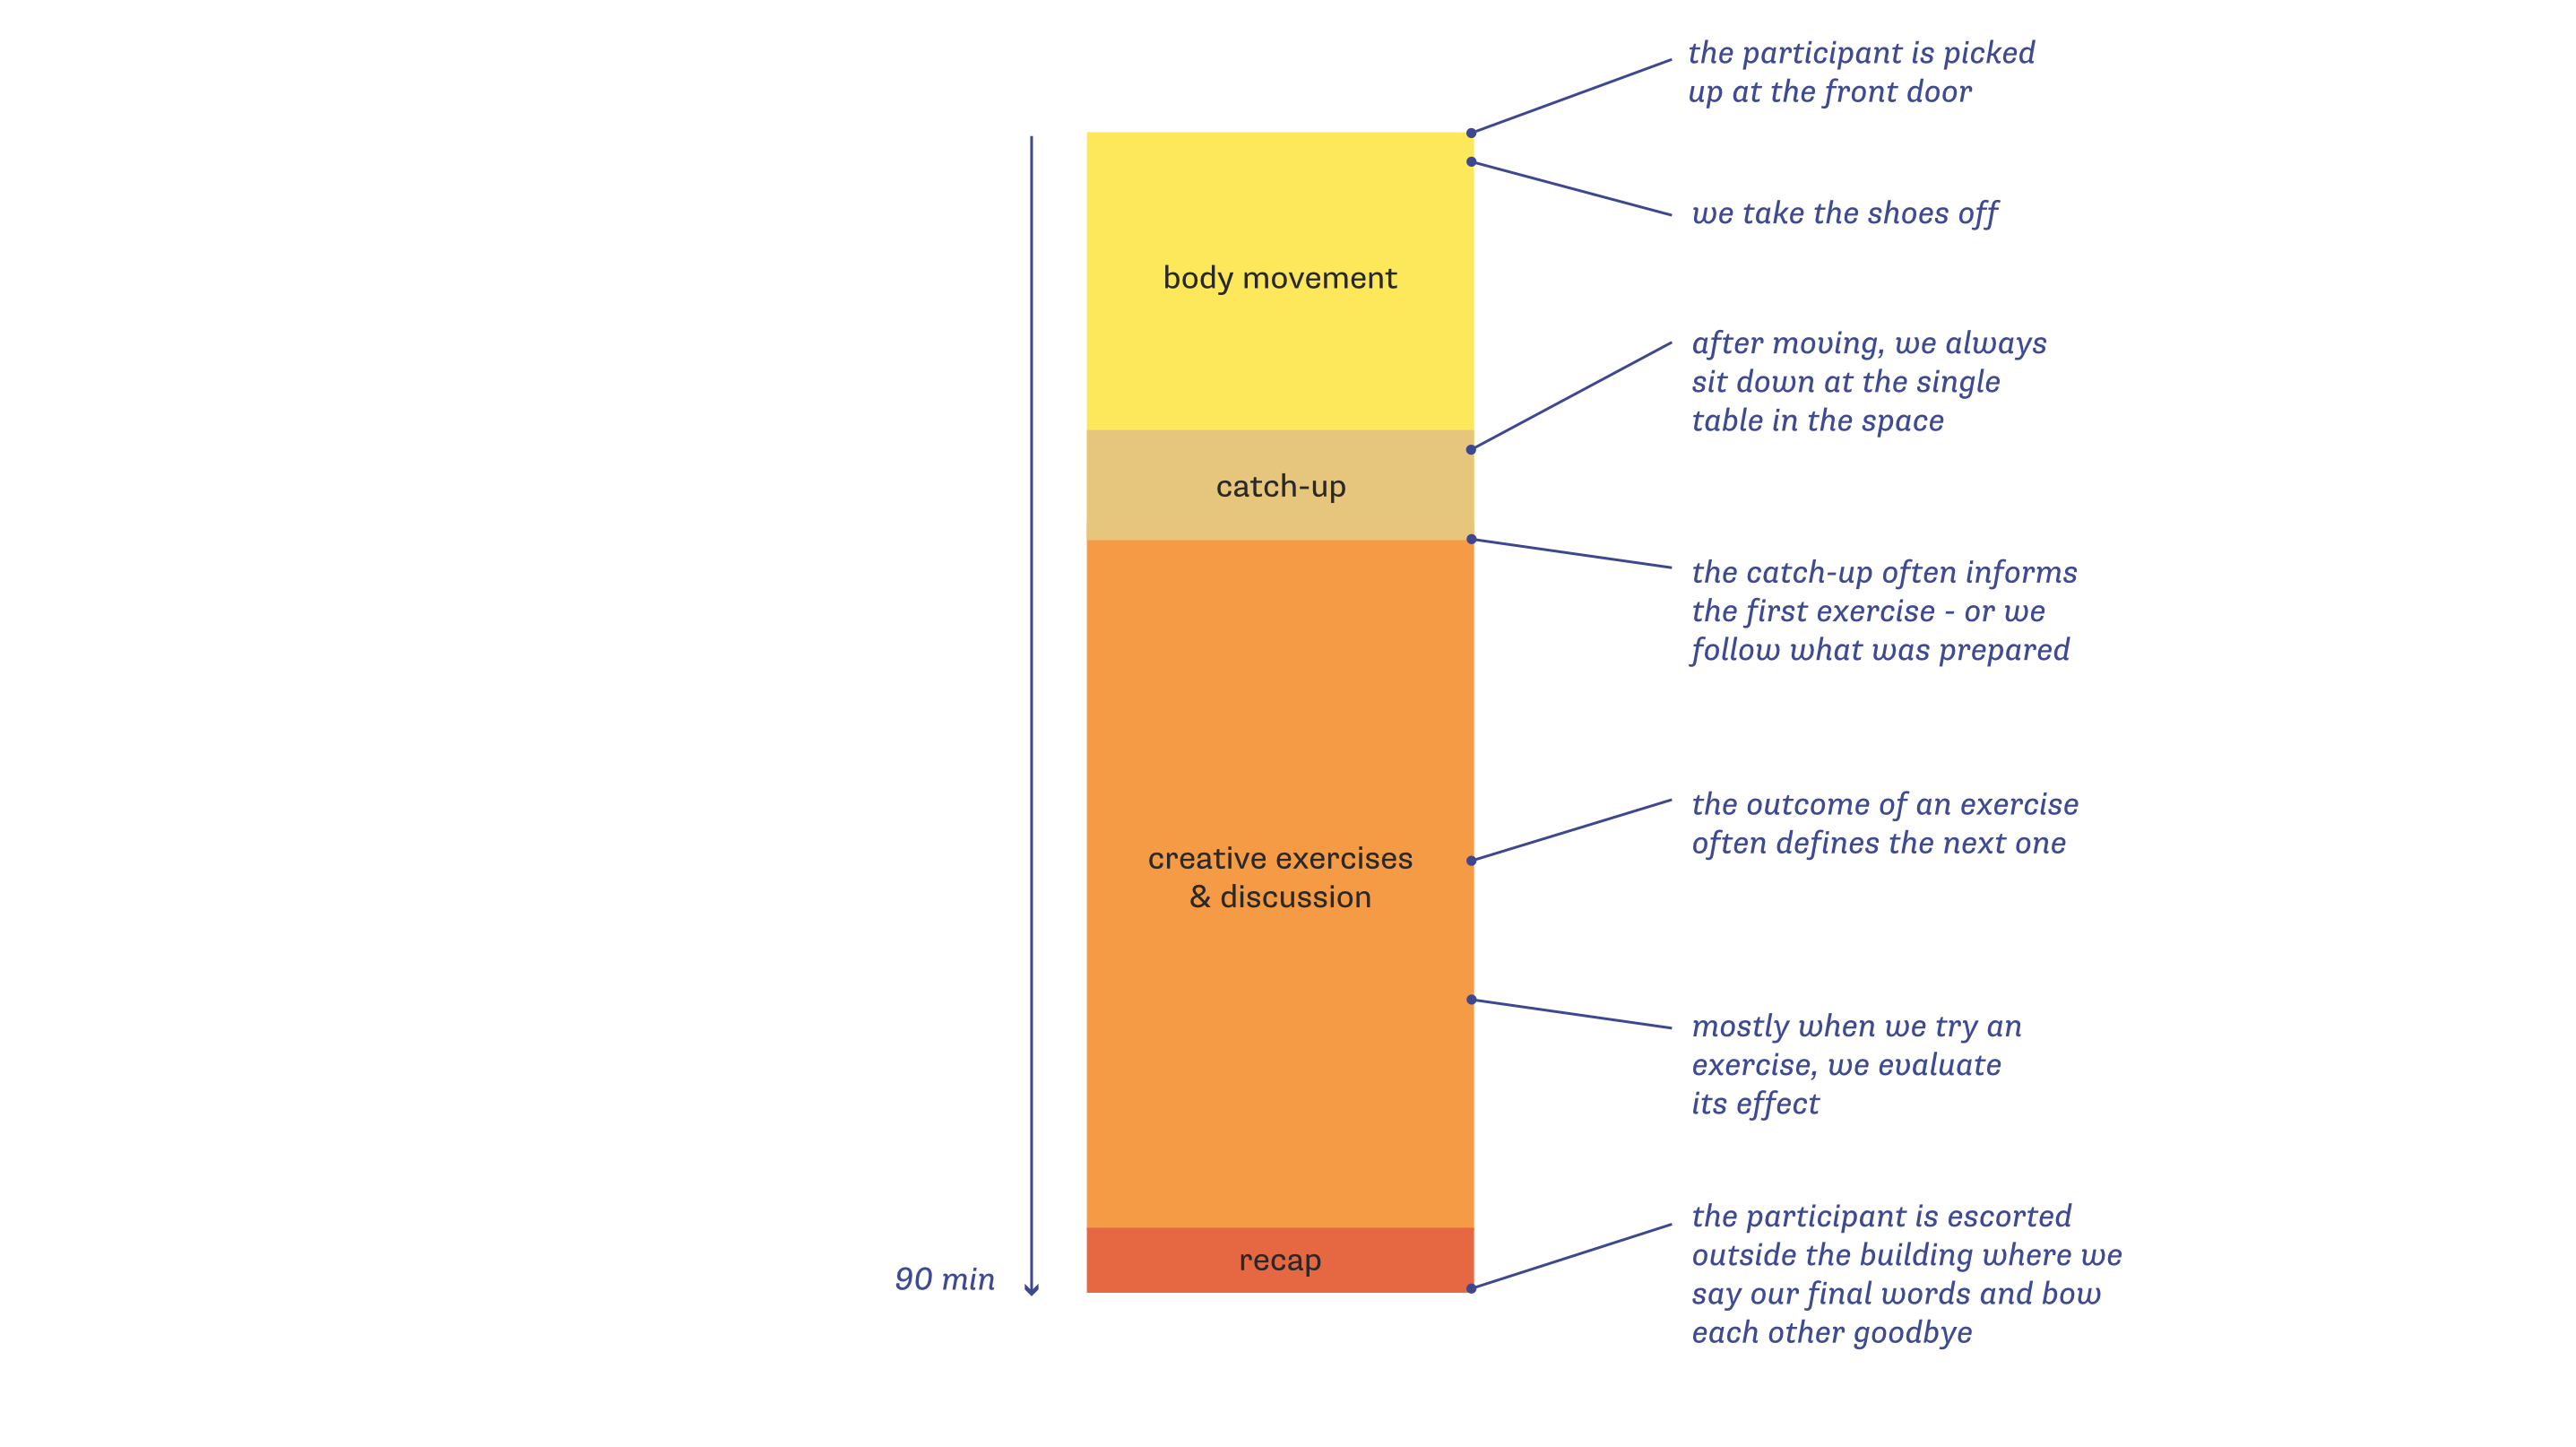 the participant is picked
up at the front door
we take the shoes off
body movement
after moving, we always
sit down at the single
table in the space
catch-up
the catch-up often informs
the first exercise - or we
follow what was prepared
the outcome of an exercise
often defines the next one
creative exercises
& discussion
mostly when we try an
exercise, we evaluate
its effect
the participant is escorted
outside the building where we
say our final words and bow
each other goodbye
recap
90 min